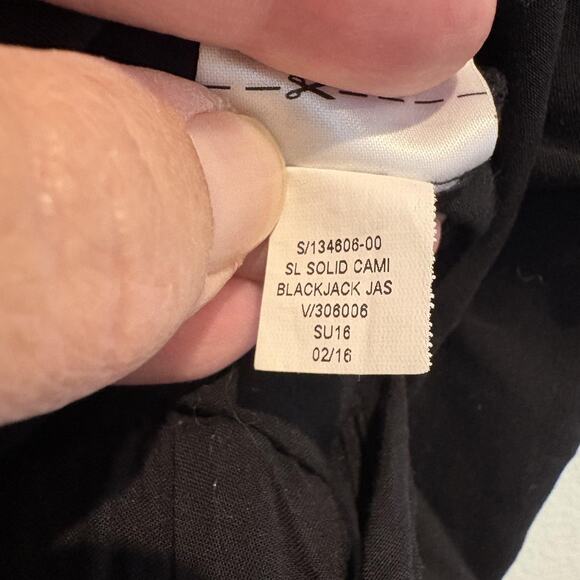 S/134606-00
SL SOLID CAMI
BLACKJACK JAS
V/306006
SU16
02/16